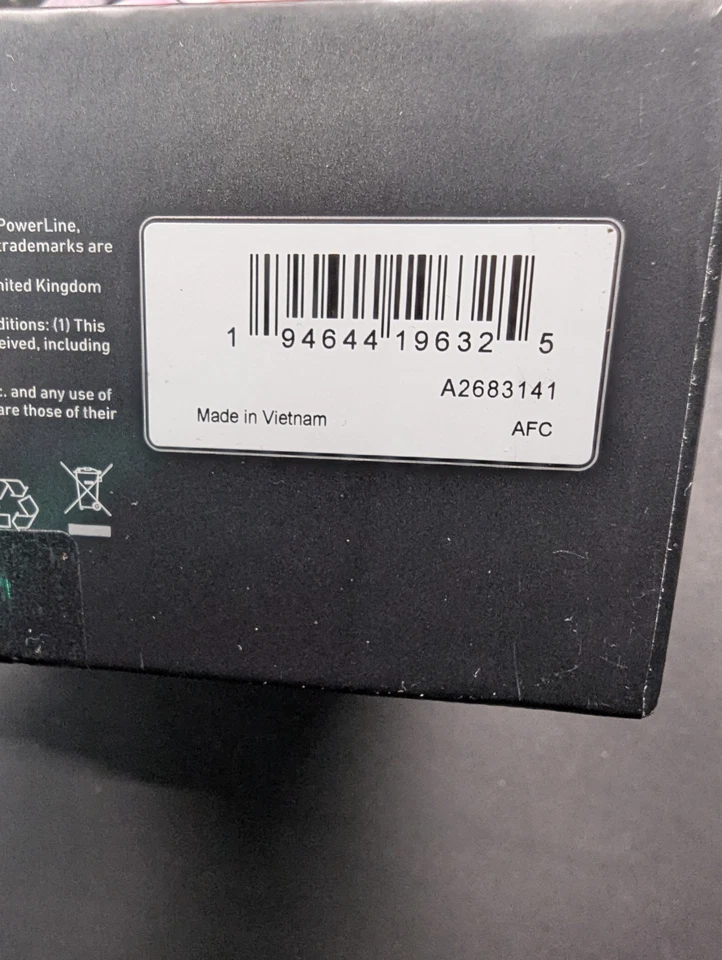 PowerLine,
trademarks are
United Kingdom
ditions: (1) This
eived, including
c. and any use of
are those of their
1 94644 19632 5
A2683141
Made in Vietnam
AFC